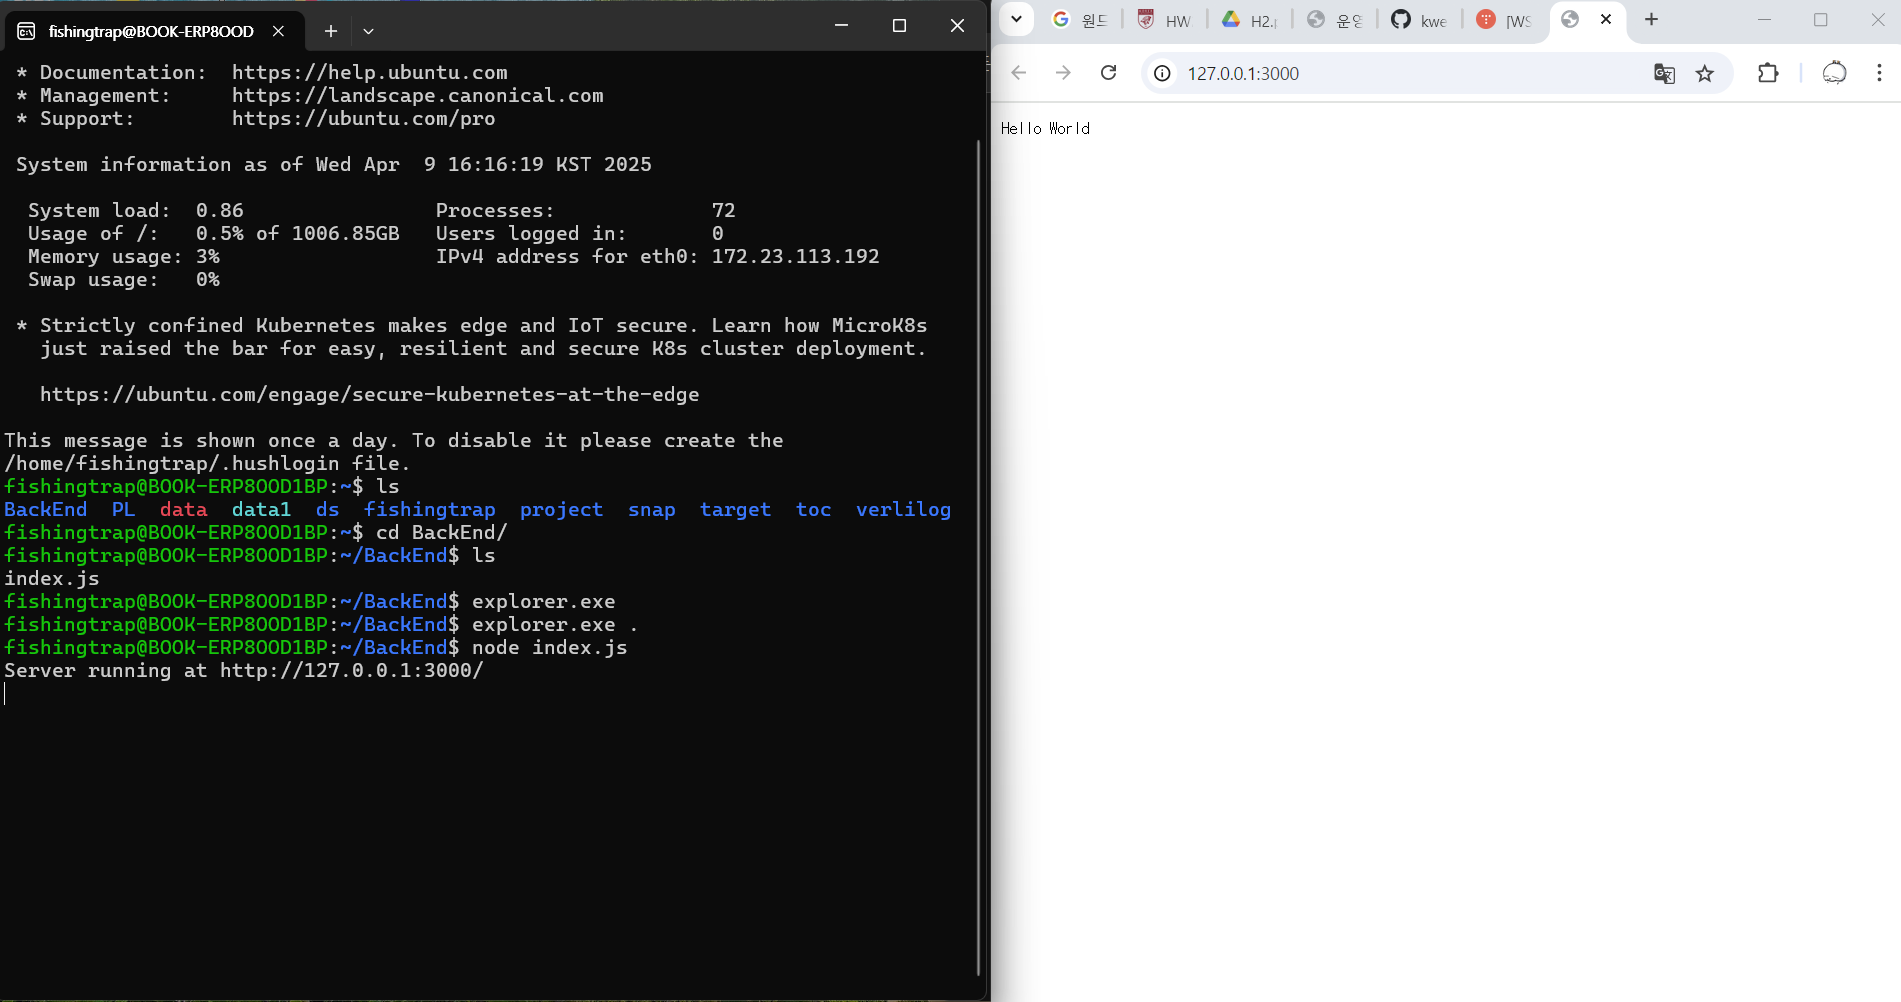 fishingtrap@BOOK-ERP8OOD
* Documentation:  https://help.ubuntu.com
* Management:     https://landscape.canonical.com
* Support:        https://ubuntu.com/pro
System information as of Wed Apr  9 16:16:19 KST 2025
System load:  0.86                Processes:             72
Usage of /:   0.5% of 1006.85GB   Users logged in:       0
Memory usage: 3%                  IPv4 address for eth0: 172.23.113.192
Swap usage:   0%
* Strictly confined Kubernetes makes edge and IoT secure. Learn how MicroK8s
just raised the bar for easy, resilient and secure K8s cluster deployment.
https://ubuntu.com/engage/secure-kubernetes-at-the-edge
This message is shown once a day. To disable it please create the
/home/fishingtrap/.hushlogin file.
fishingtrap@BOOK-ERP8OOD1BP:~$ ls
BackEnd  PL  data  data1  ds  fishingtrap  project  snap  target  toc  verlilog
fishingtrap@BOOK-ERP8OOD1BP:~$ cd BackEnd/
fishingtrap@BOOK-ERP8OOD1BP:~/BackEnd$ ls
index.js
fishingtrap@BOOK-ERP8OOD1BP:~/BackEnd$ explorer.exe
fishingtrap@BOOK-ERP8OOD1BP:~/BackEnd$ explorer.exe .
fishingtrap@BOOK-ERP8OOD1BP:~/BackEnd$ node index.js
Server running at http://127.0.0.1:3000/
HW H2.p 운영 kwe [WS
127.0.0.1:3000
Hello World